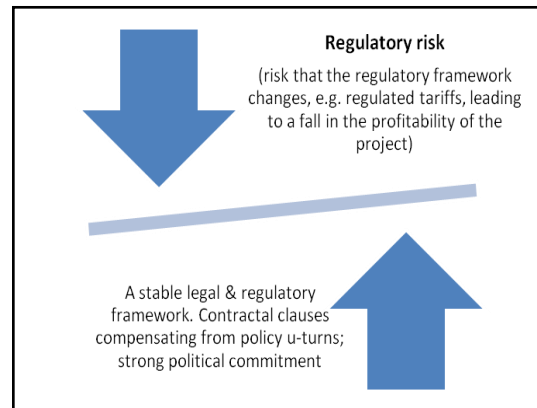 Regulatory risk
(risk that the regulatory framework
changes, e.g. regulated tariffs, leading
to a fall in the profitability of the
project)
A stable legal & regulatory
framework. Contractal clauses
compensating from policy u-turns;
strong political commitment